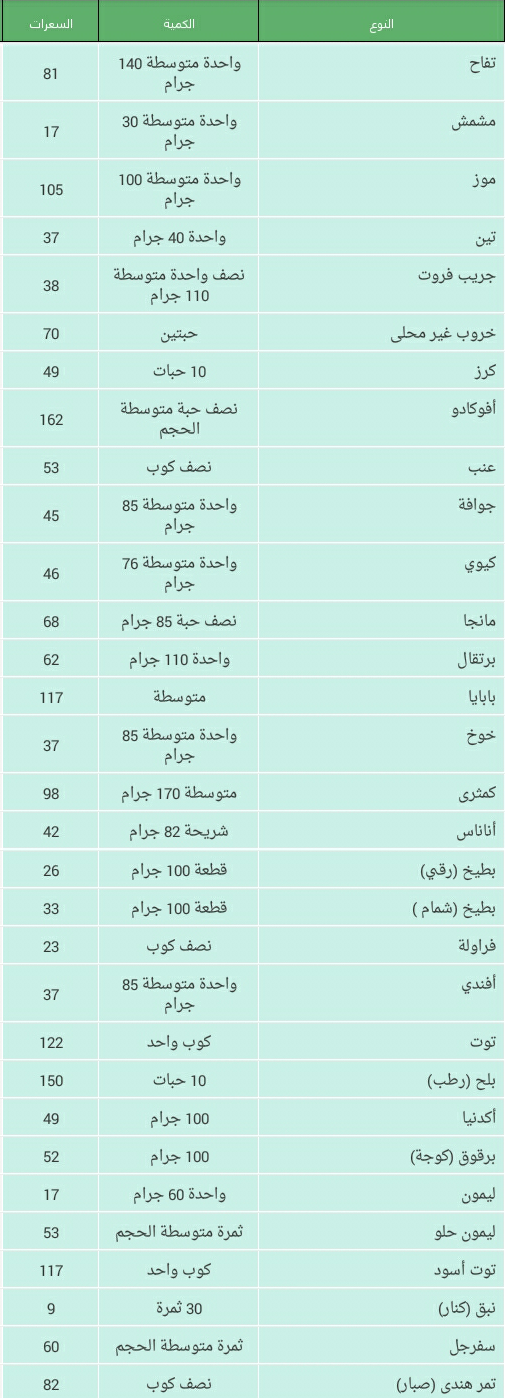 النوع الكمية السعرات
تفاح واحدة متوسطة 140 جرام 81
مشمش واحدة متوسطة 30 جرام 17
موز واحدة متوسطة 100 جرام 105
تين واحدة 40 جرام 37
جريب فروت نصف واحدة متوسطة 110 جرام 38
خروب غير محلى حبتين 70
كرز 10 حبات 49
أفوكادو نصف حبة متوسطة الحجم 162
عنب نصف كوب 53
جوافة واحدة متوسطة 85 جرام 45
كيوي واحدة متوسطة 76 جرام 46
مانجا نصف حبة 85 جرام 68
برتقال واحدة 110 جرام 62
بابايا متوسطة 117
خوخ واحدة متوسطة 85 جرام 37
كمثرى متوسطة 170 جرام 98
أناناس شريحة 82 جرام 42
بطيخ (رقي) قطعة 100 جرام 26
بطيخ (شمام ) قطعة 100 جرام 33
فراولة نصف كوب 23
أفندي واحدة متوسطة 85 جرام 37
توت كوب واحد 122
بلح (رطب) 10 حبات 150
أكدنيا 100 جرام 49
برقوق (كوجة) 100 جرام 52
ليمون واحدة 60 جرام 17
ليمون حلو ثمرة متوسطة الحجم 53
توت أسود كوب واحد 117
نبق (كنار) 30 ثمرة 9
سفرجل ثمرة متوسطة الحجم 60
تمر هندي (صبار) نصف كوب 82